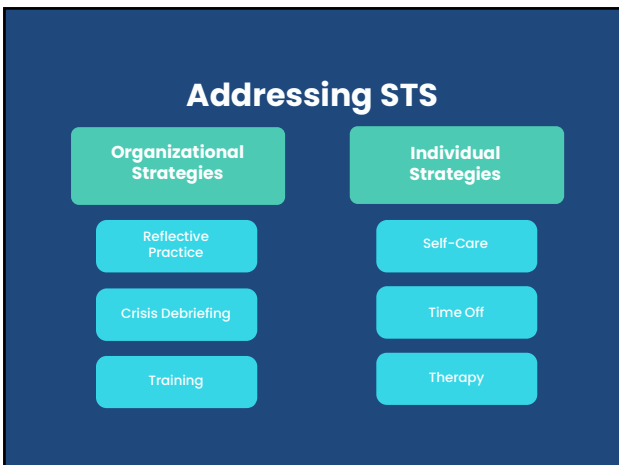 Addressing STS
Organizational
Strategies
Reflective
Practice
Crisis Debriefing
Training
Individual
Strategies
Self-Care
Time Off
Therapy